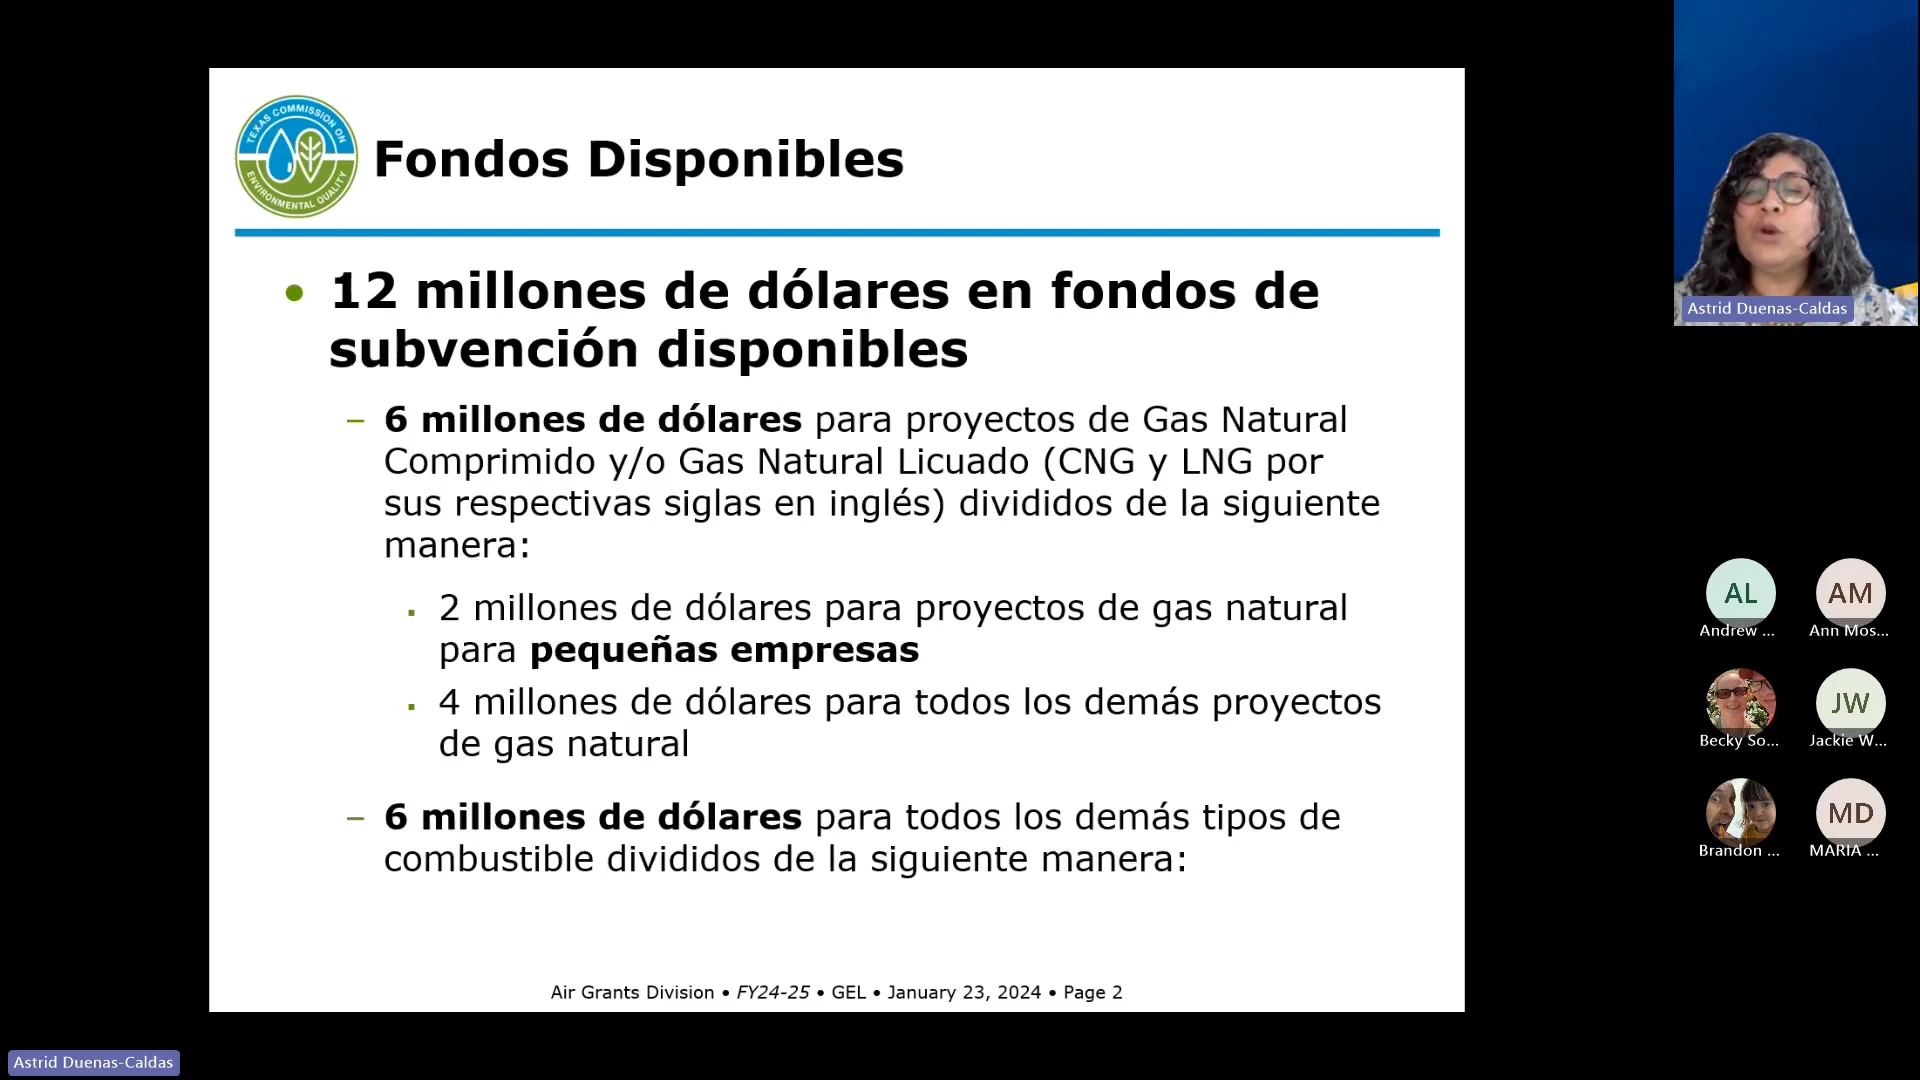 TEXAS COMMISSION ON
ENVIRONMENTAL QUALITY
Fondos Disponibles
• 12 millones de dólares en fondos de
subvención disponibles
– 6 millones de dólares para proyectos de Gas Natural
Comprimido y/o Gas Natural Licuado (CNG y LNG por
sus respectivas siglas en inglés) divididos de la siguiente
manera:
▪ 2 millones de dólares para proyectos de gas natural
para pequeñas empresas
▪ 4 millones de dólares para todos los demás proyectos
de gas natural
– 6 millones de dólares para todos los demás tipos de
combustible divididos de la siguiente manera:
Air Grants Division • FY24-25 • GEL • January 23, 2024 • Page 2
Astrid Duenas-Caldas
AL AM
Andrew ... Ann Mos...
JW
Becky So... Jackie W...
MD
Brandon ... MARIA ...
Astrid Duenas-Caldas